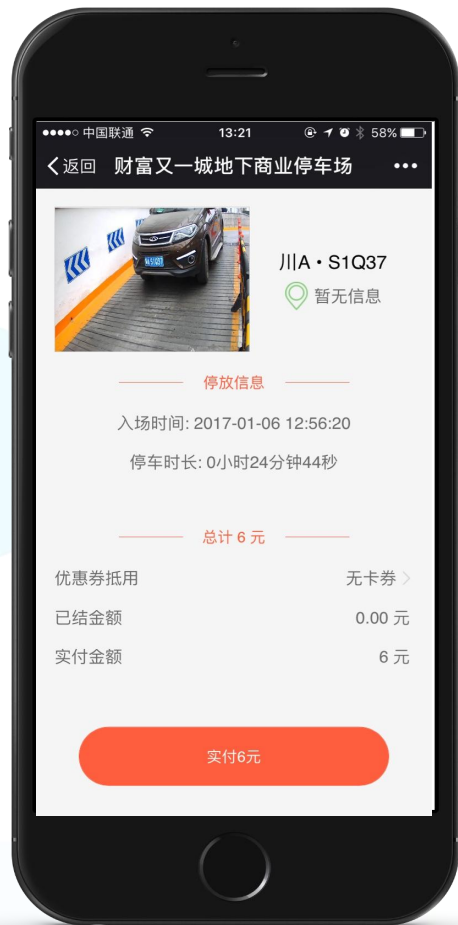 中国联通 13:21 58%
返回 财富又一城地下商业停车场
川A·S1Q37
暂无信息
停放信息
入场时间: 2017-01-06 12:56:20
停车时长: 0小时24分钟44秒
总计 6 元
优惠券抵用 无卡券
已结金额 0.00 元
实付金额 6 元
实付6元